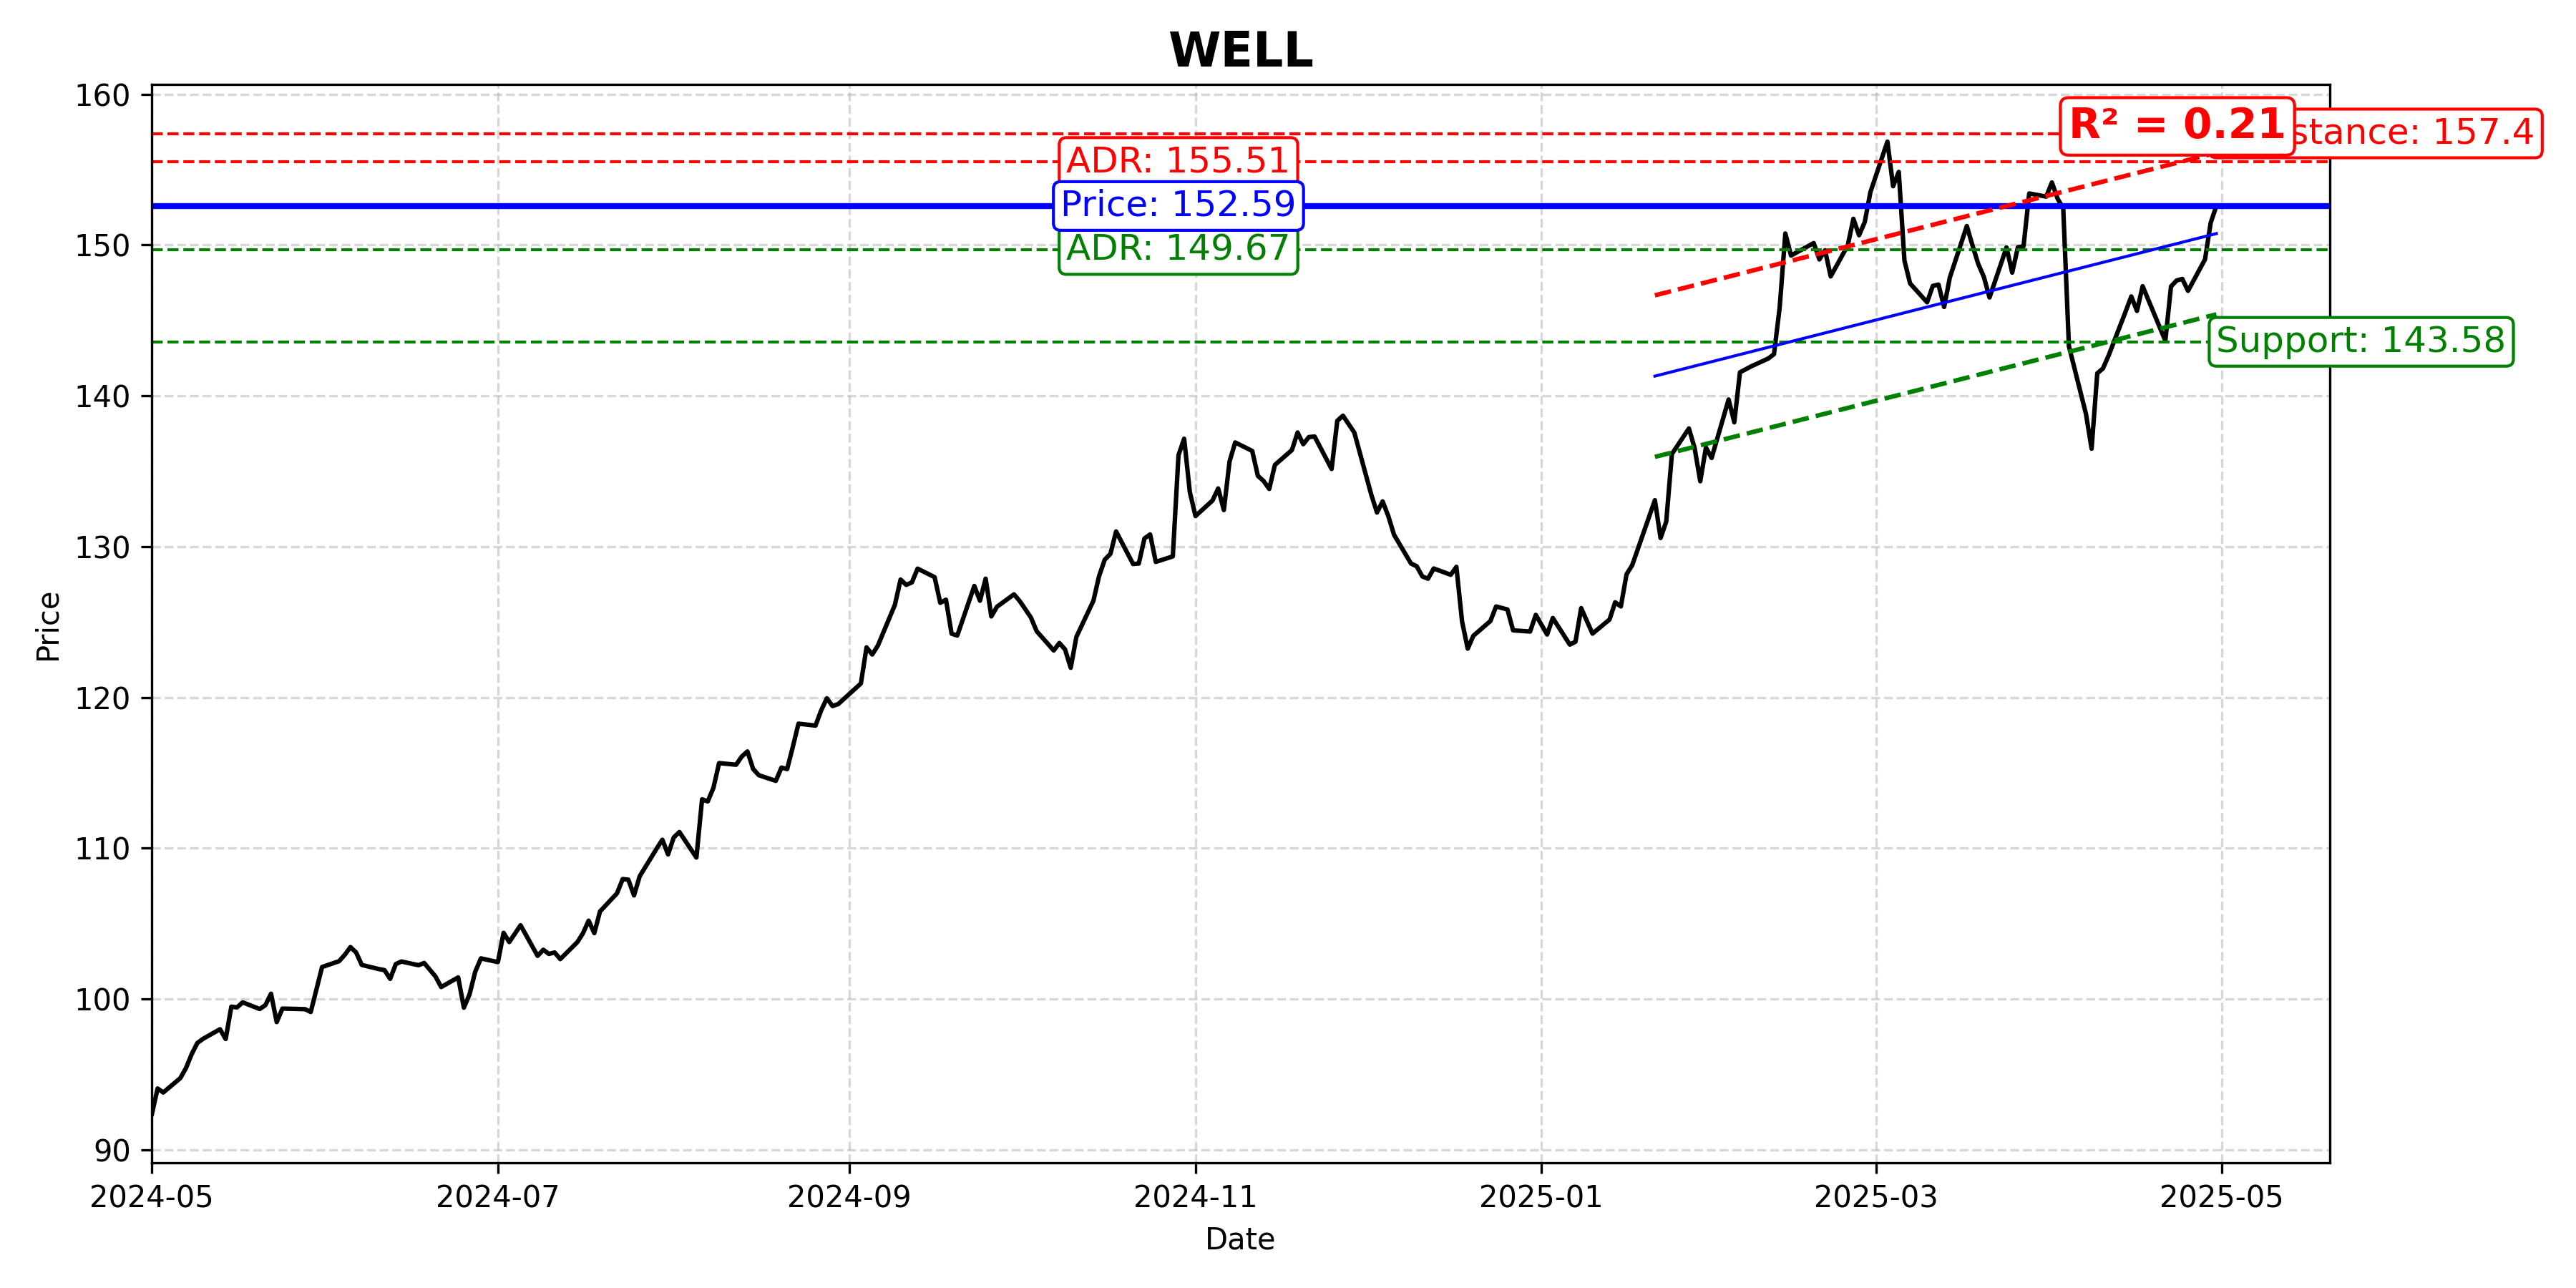 WELL
160
150
140
130
120
110
100
90
Price
R² = 0.21
stance: 157.4
ADR: 155.51
Price: 152.59
ADR: 149.67
Support: 143.58
2024-05
2024-07
2024-09
2024-11
2025-01
2025-03
2025-05
Date